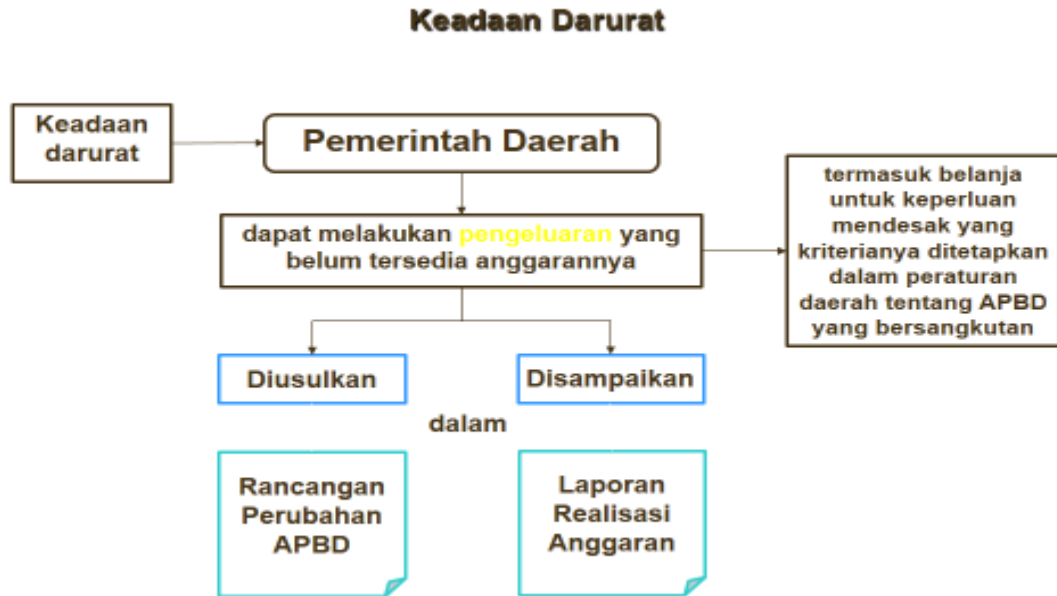 Keadaan Darurat
Keadaan
darurat
Pemerintah Daerah
dapat melakukan pengeluaran yang
belum tersedia anggarannya
termasuk belanja
untuk keperluan
mendesak yang
kriterianya ditetapkan
dalam peraturan
daerah tentang APBD
yang bersangkutan
Diusulkan
Disampaikan
dalam
Rancangan
Perubahan
APBD
Laporan
Realisasi
Anggaran